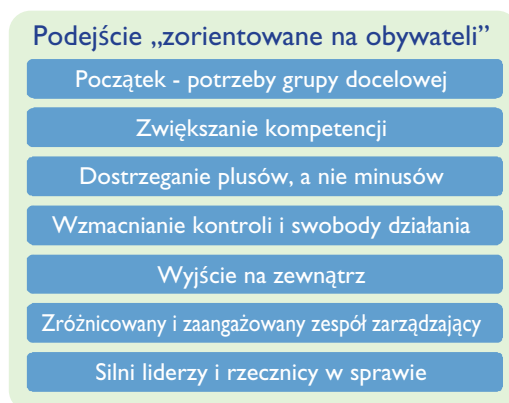 Podejście „zorientowane na obywateli”
Początek - potrzeby grupy docelowej
Zwiększanie kompetencji
Dostrzeganie plusów, a nie minusów
Wzmacnianie kontroli i swobody działania
Wyjście na zewnątrz
Zróżnicowany i zaangażowany zespół zarządzający
Silni liderzy i rzecznicy w sprawie